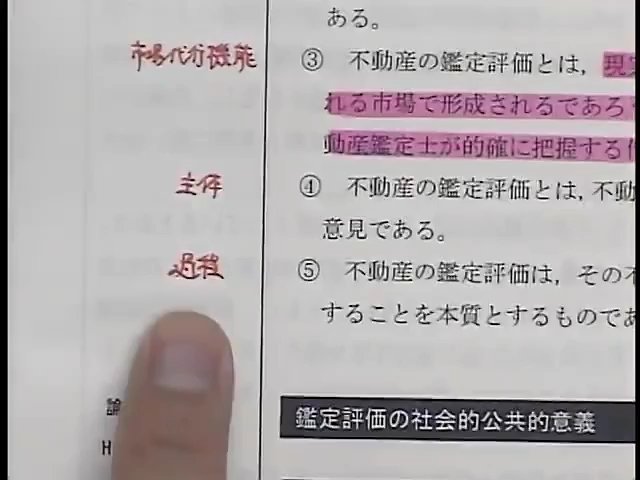 ある。
市場代行機能
③ 不動産の鑑定評価とは，現
れる市場で形成されるであろ
動産鑑定士が的確に把握する
主体
④ 不動産の鑑定評価とは，不動
意見である。
過程
⑤ 不動産の鑑定評価は，その
することを本質とするものであ
論
鑑定評価の社会的公共的意義
H